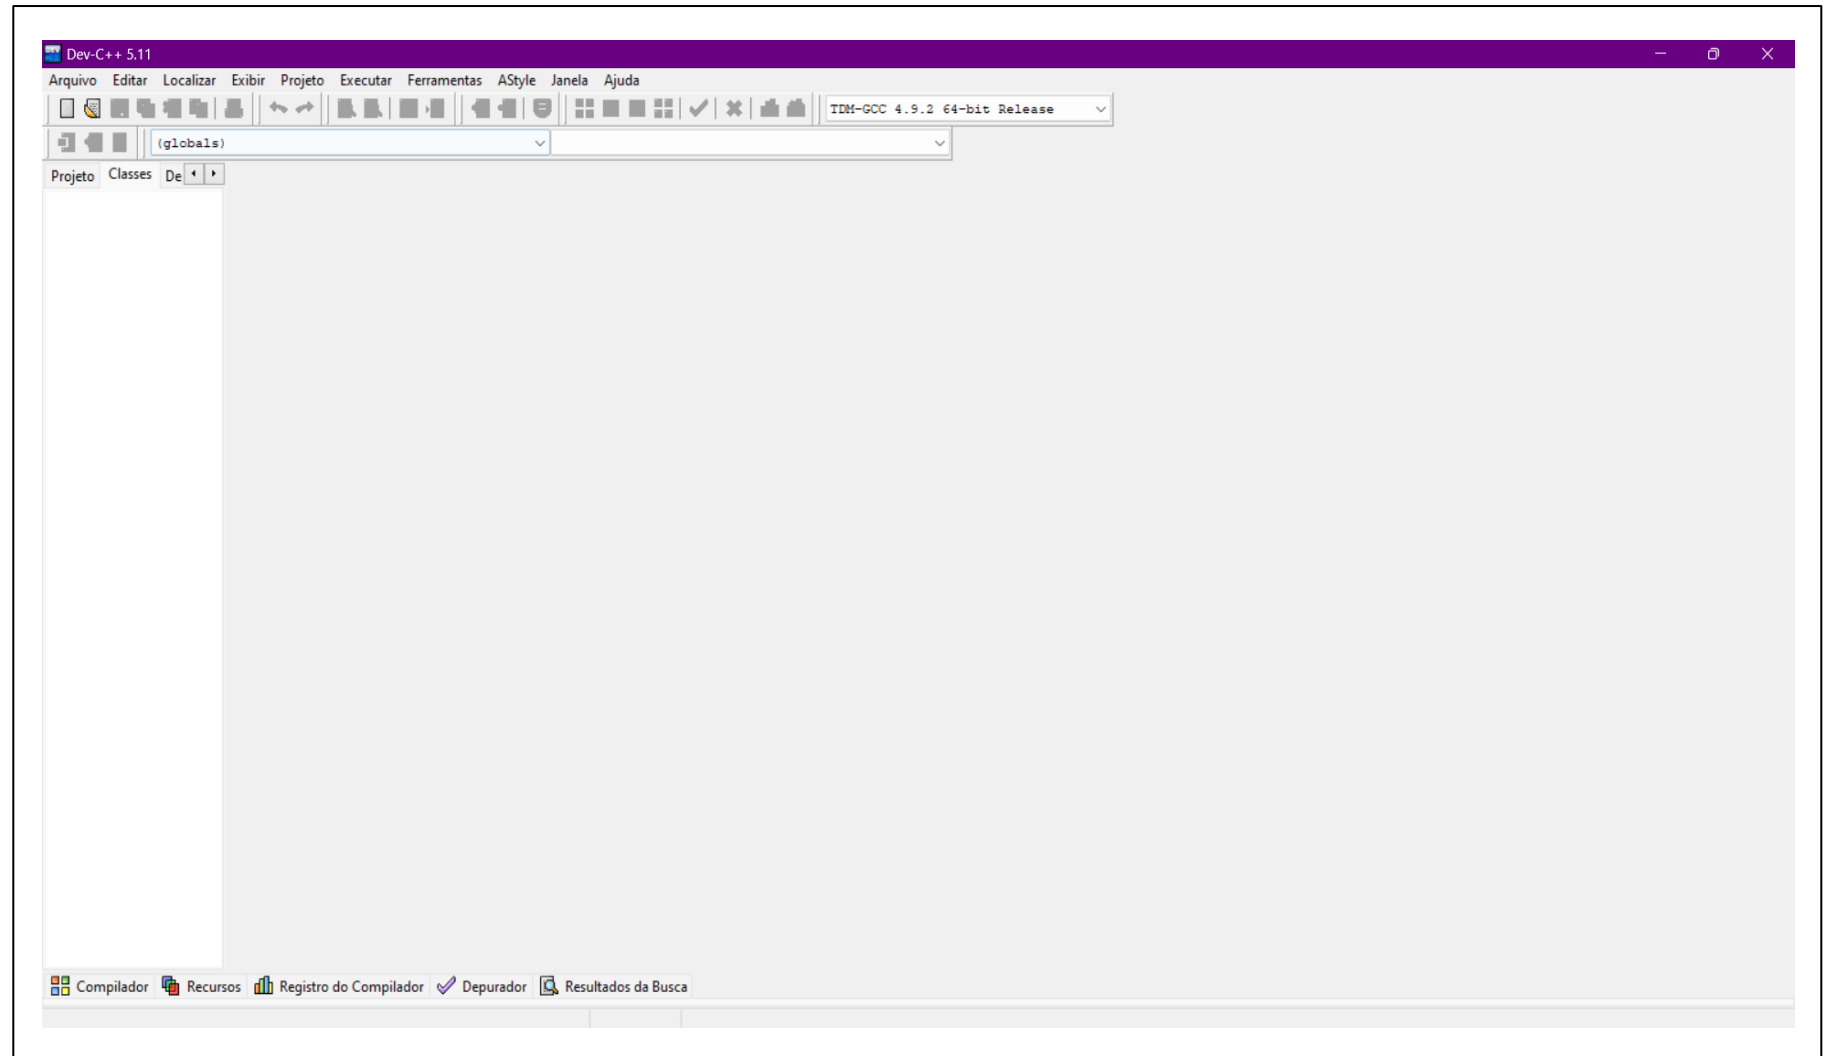 Dev-C++ 5.11
Arquivo Editar Localizar Exibir Projeto Executar Ferramentas AStyle Janela Ajuda
TDM-GCC 4.9.2 64-bit Release
(globals)
Projeto Classes De
Compilador Recursos Registro do Compilador Depurador Resultados da Busca